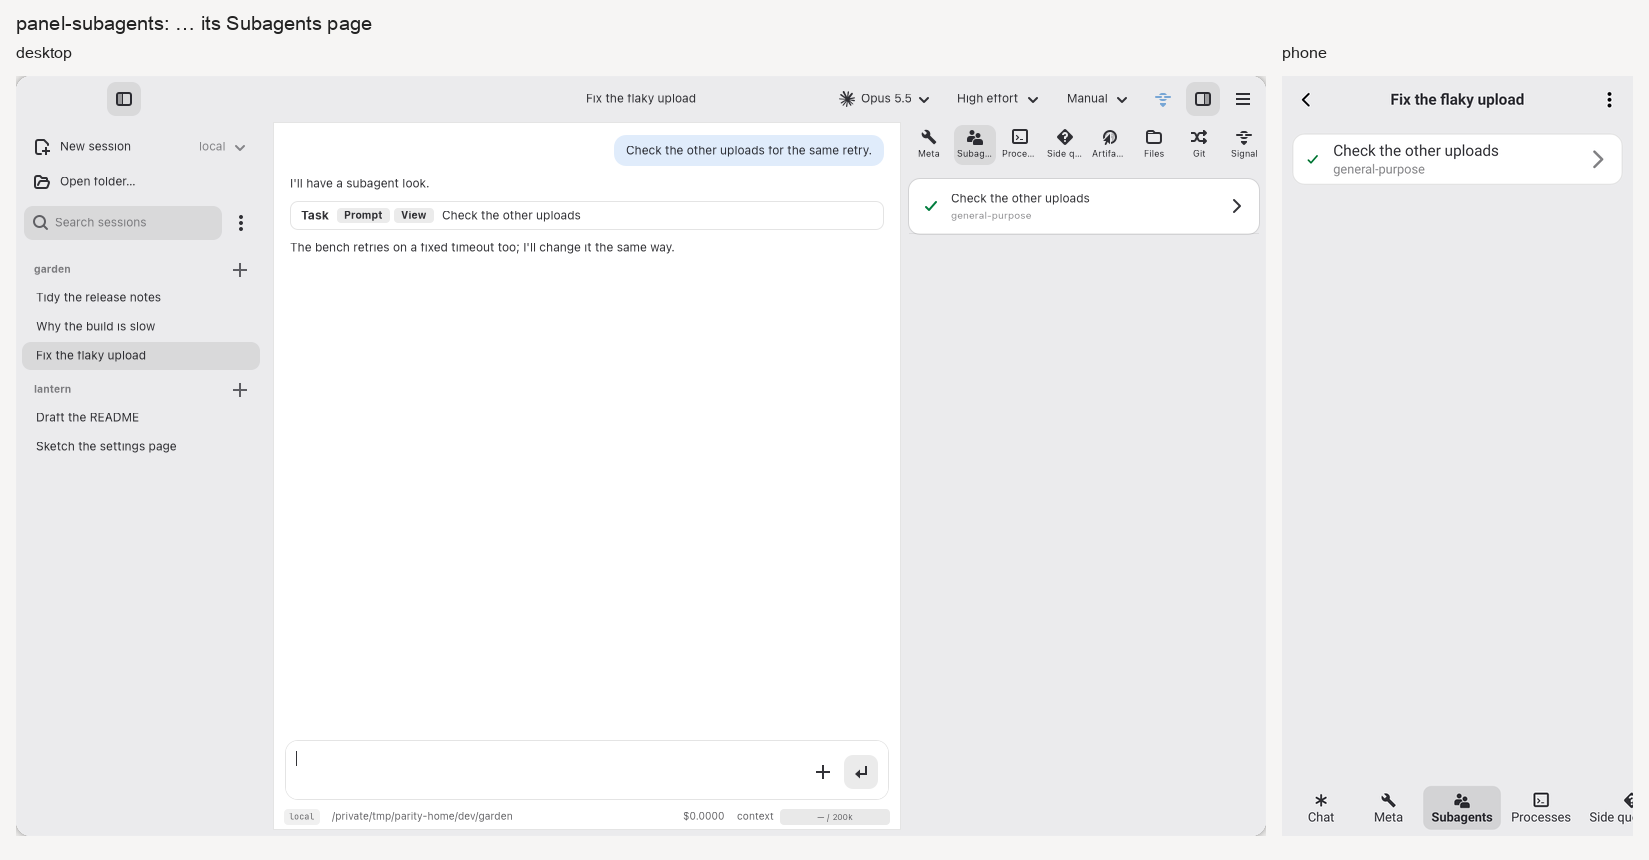 panel-subagents: … its Subagents page
desktop
phone
Fix the flaky upload
Opus 5.5
High effort
Manual
New session
local
Open folder...
Search sessions
garden
Tidy the release notes
Why the build is slow
Fix the flaky upload
lantern
Draft the README
Sketch the settings page
Check the other uploads for the same retry.
I'll have a subagent look.
Task Prompt View Check the other uploads
The bench retries on a fixed timeout too; I'll change it the same way.
local /private/tmp/parity-home/dev/garden $0.0000 context — / 200k
Meta Subag... Proce... Side q... Artifa... Files Git Signal
Check the other uploads
general-purpose
Fix the flaky upload
Check the other uploads
general-purpose
Chat Meta Subagents Processes Side qu